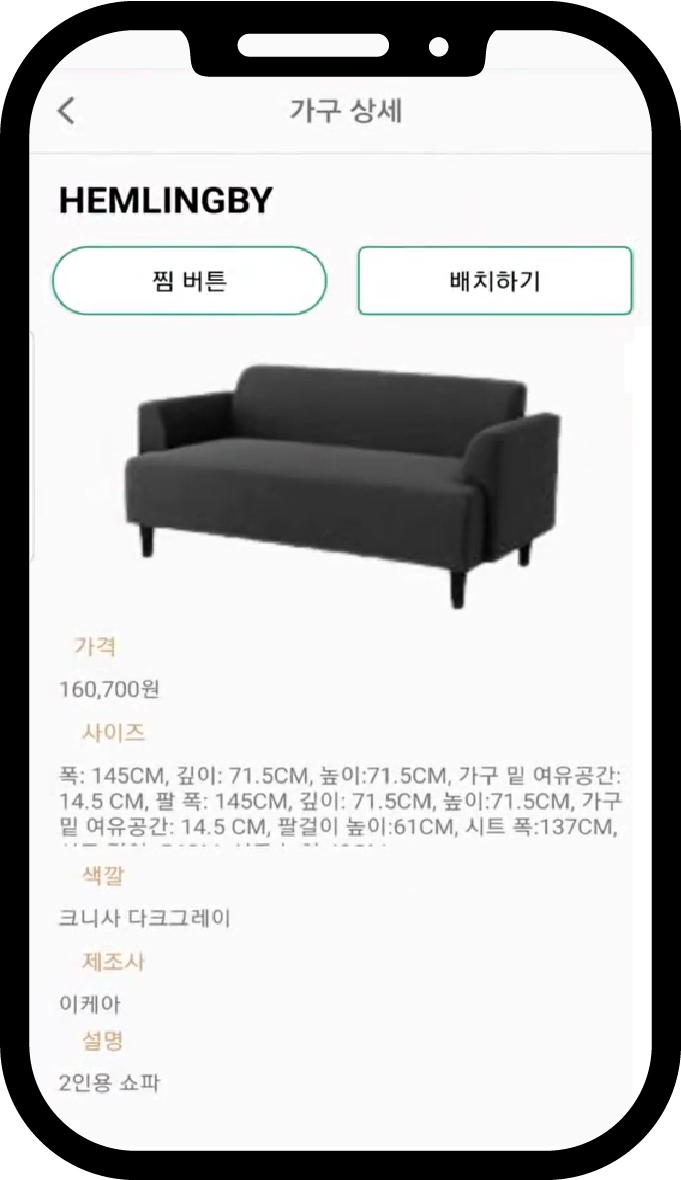 가구 상세
HEMLINGBY
찜 버튼
배치하기
가격
160,700원
사이즈
폭: 145CM, 깊이: 71.5CM, 높이:71.5CM, 가구 밑 여유공간:
14.5 CM, 팔 폭: 145CM, 깊이: 71.5CM, 높이:71.5CM, 가구
밑 여유공간: 14.5 CM, 팔걸이 높이:61CM, 시트 폭:137CM,
색깔
크니사 다크그레이
제조사
이케아
설명
2인용 쇼파